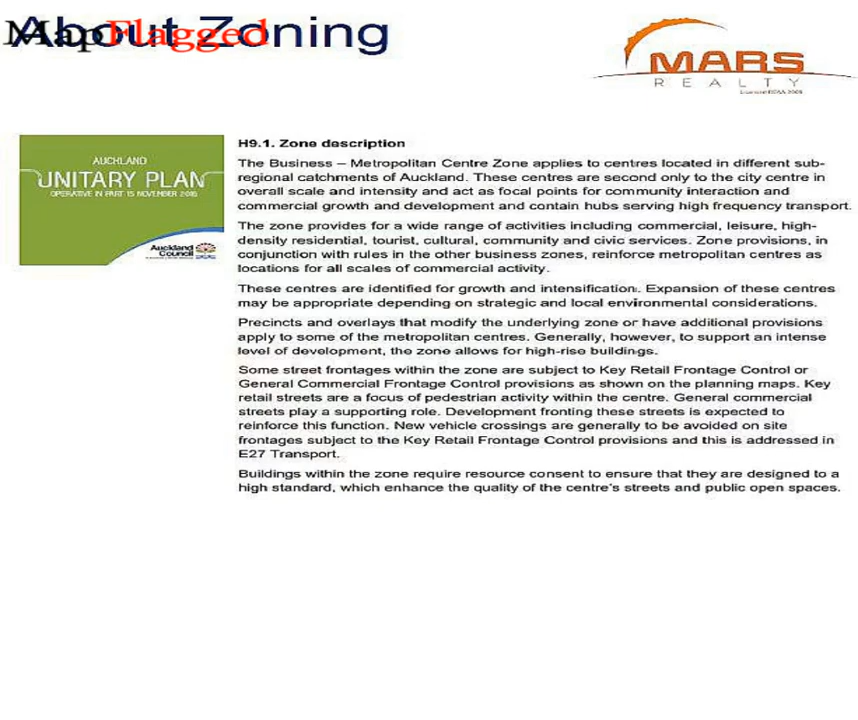 About Zoning
MapFlagged
MARS
REALTY
Licensed REAA 2008
AUCKLAND
UNITARY PLAN
OPERATIVE IN PART 15 NOVEMBER 2016
Auckland
Council
H9.1. Zone description
The Business – Metropolitan Centre Zone applies to centres located in different sub-
regional catchments of Auckland. These centres are second only to the city centre in
overall scale and intensity and act as focal points for community interaction and
commercial growth and development and contain hubs serving high frequency transport.
The zone provides for a wide range of activities including commercial, leisure, high-
density residential, tourist, cultural, community and civic services. Zone provisions, in
conjunction with rules in the other business zones, reinforce metropolitan centres as
locations for all scales of commercial activity.
These centres are identified for growth and intensification. Expansion of these centres
may be appropriate depending on strategic and local environmental considerations.
Precincts and overlays that modify the underlying zone or have additional provisions
apply to some of the metropolitan centres. Generally, however, to support an intense
level of development, the zone allows for high-rise buildings.
Some street frontages within the zone are subject to Key Retail Frontage Control or
General Commercial Frontage Control provisions as shown on the planning maps. Key
retail streets are a focus of pedestrian activity within the centre. General commercial
streets play a supporting role. Development fronting these streets is expected to
reinforce this function. New vehicle crossings are generally to be avoided on site
frontages subject to the Key Retail Frontage Control provisions and this is addressed in
E27 Transport.
Buildings within the zone require resource consent to ensure that they are designed to a
high standard, which enhance the quality of the centre's streets and public open spaces.